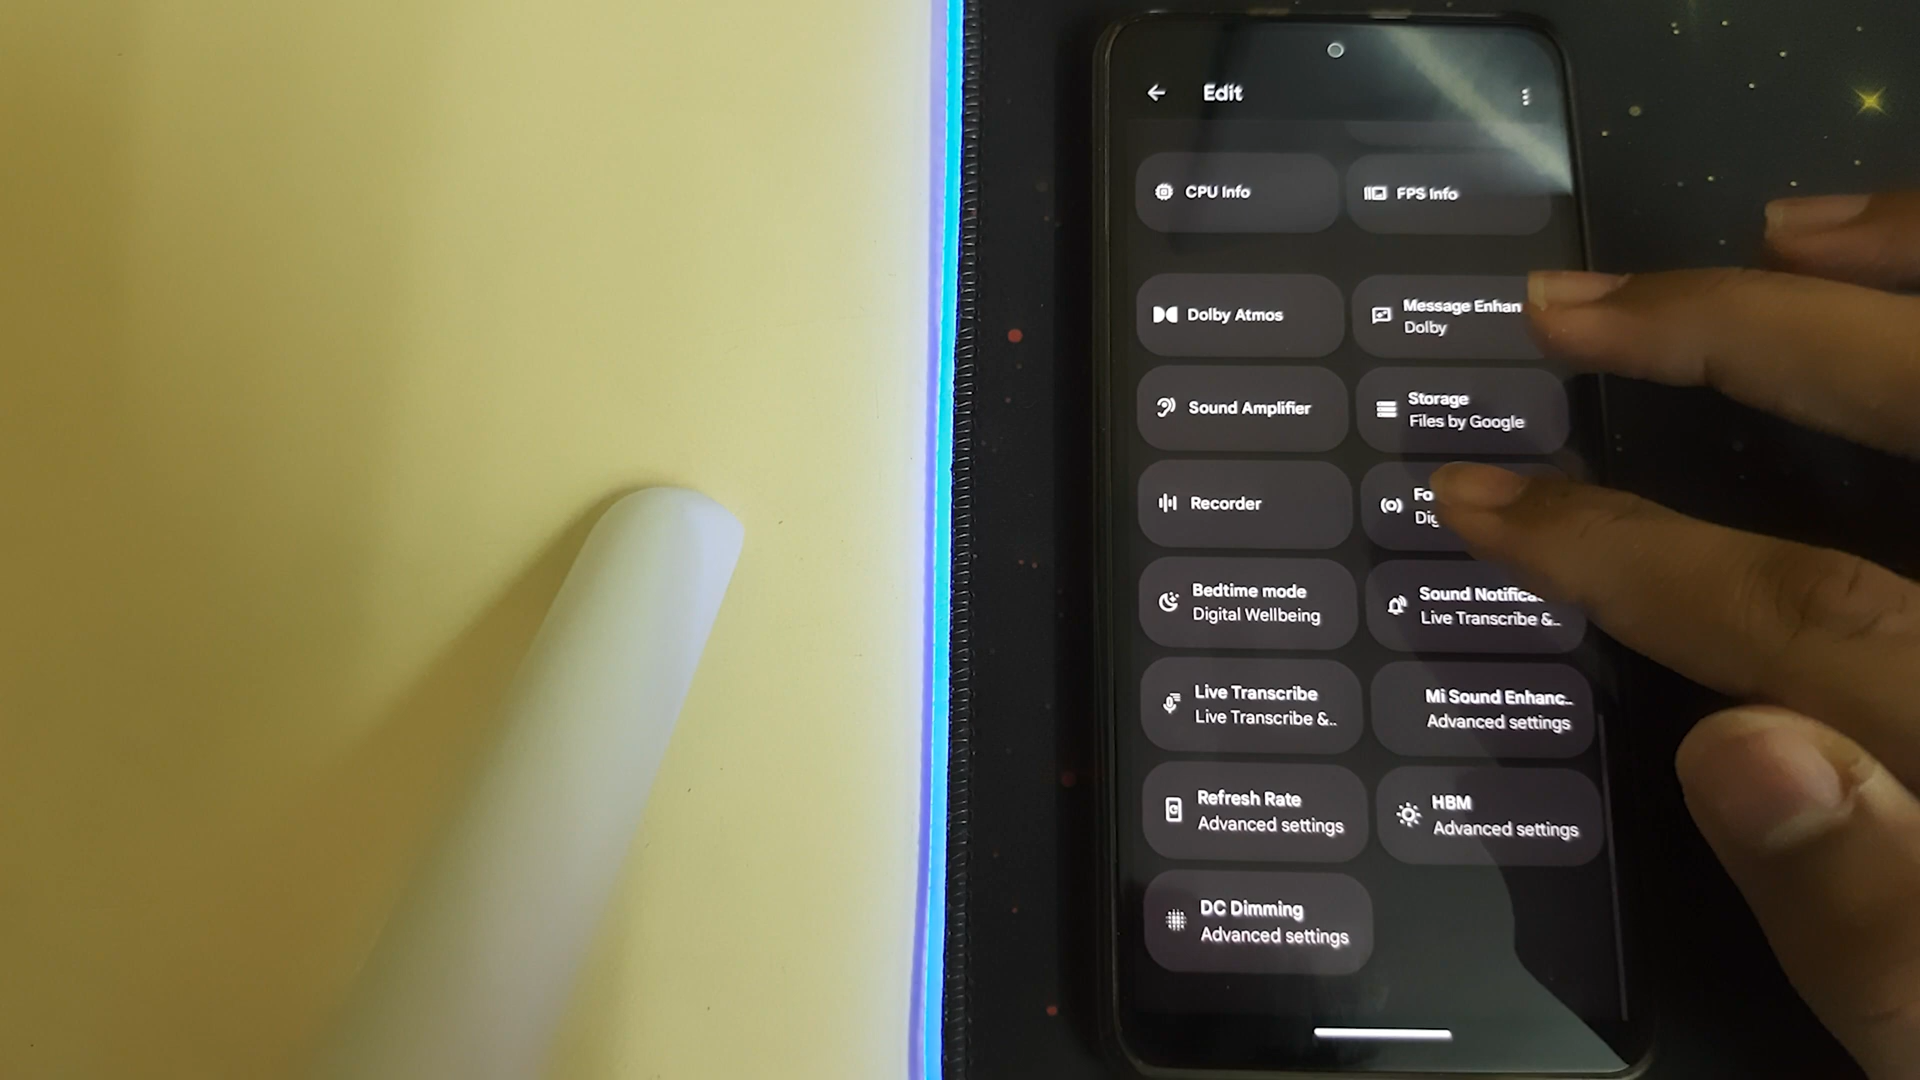 Edit
CPU Info
FPS Info
Dolby Atmos
Message Enhan
Dolby
Sound Amplifier
Storage
Files by Google
Recorder
Fo
Dig
Bedtime mode
Digital Wellbeing
Sound Notifica..
Live Transcribe &..
Live Transcribe
Live Transcribe &..
Mi Sound Enhanc..
Advanced settings
Refresh Rate
Advanced settings
HBM
Advanced settings
DC Dimming
Advanced settings